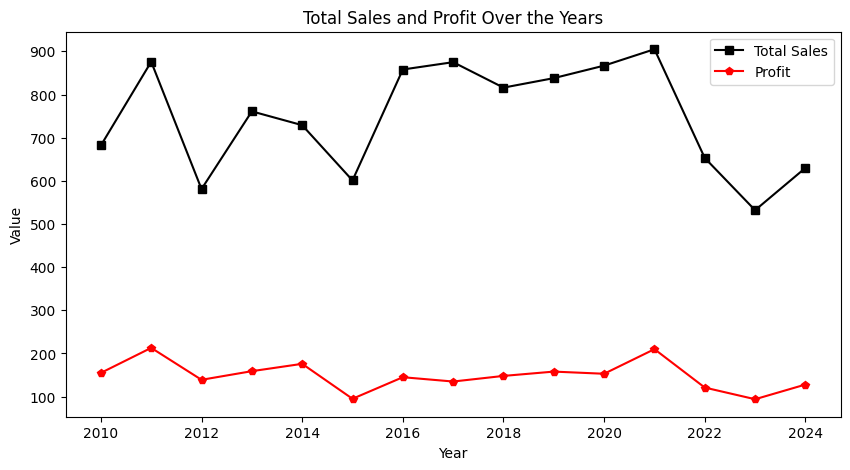 Total Sales and Profit Over the Years
Total Sales
Profit
Value
900
800
700
600
500
400
300
200
100
2010 2012 2014 2016 2018 2020 2022 2024
Year